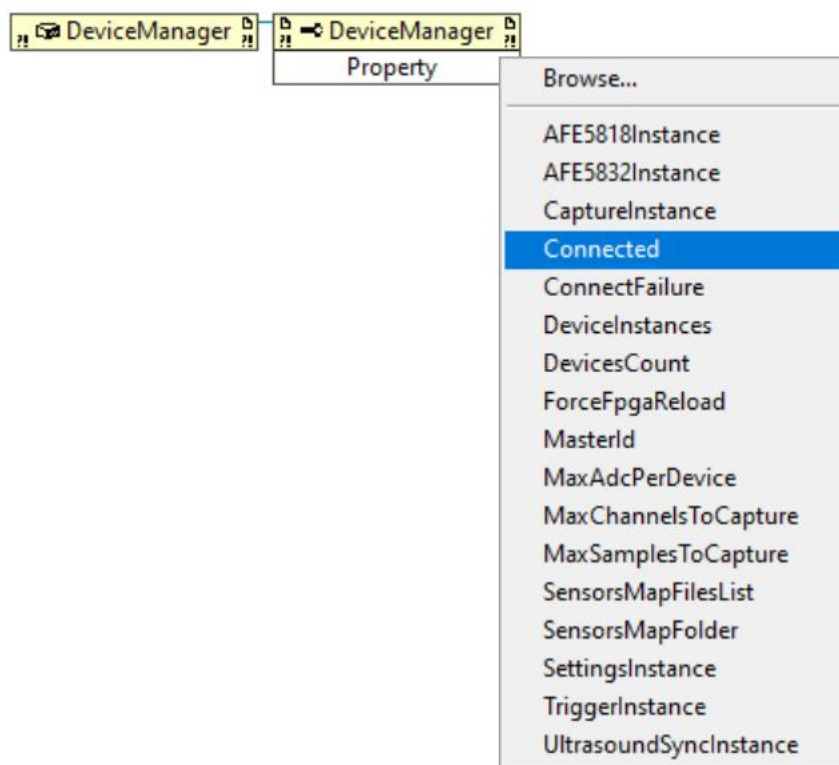 DeviceManager DeviceManager
Property
Browse...
AFE5818Instance
AFE5832Instance
CaptureInstance
Connected
ConnectFailure
DeviceInstances
DevicesCount
ForceFpgaReload
MasterId
MaxAdcPerDevice
MaxChannelsToCapture
MaxSamplesToCapture
SensorsMapFilesList
SensorsMapFolder
SettingsInstance
TriggerInstance
UltrasoundSyncInstance